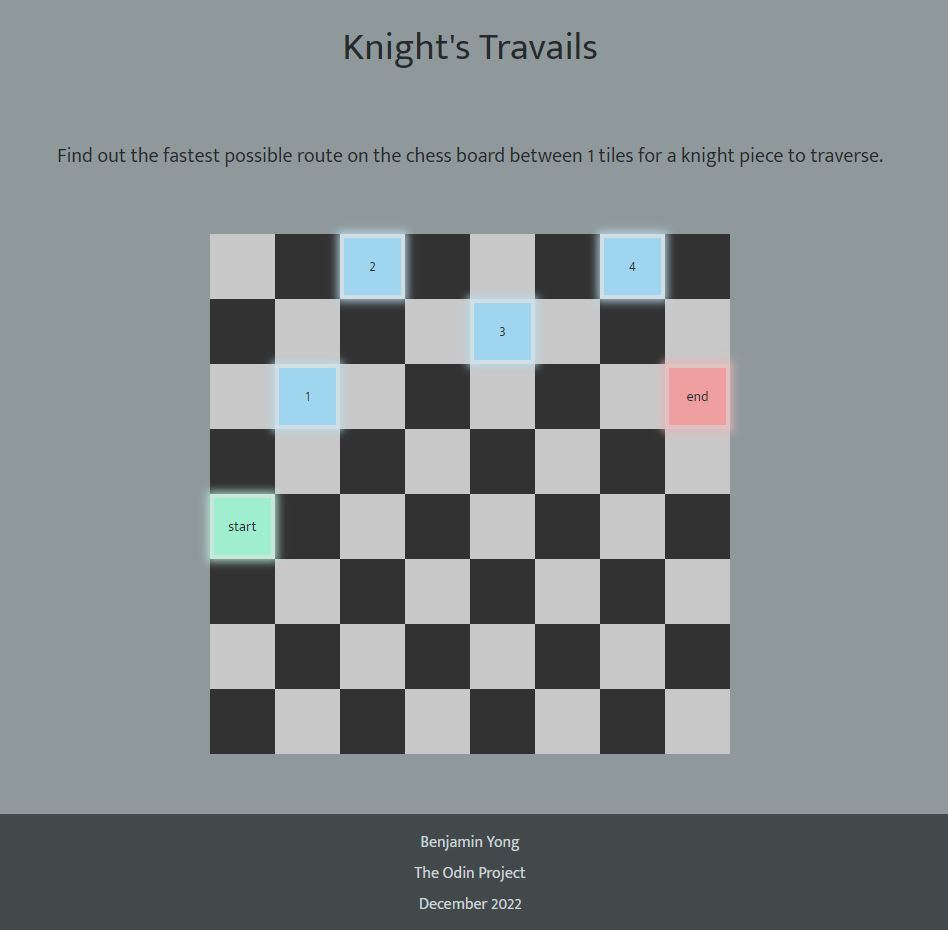 Knight's Travails
Find out the fastest possible route on the chess board between 1 tiles for a knight piece to traverse.
2 4
3
1 end
start
Benjamin Yong
The Odin Project
December 2022